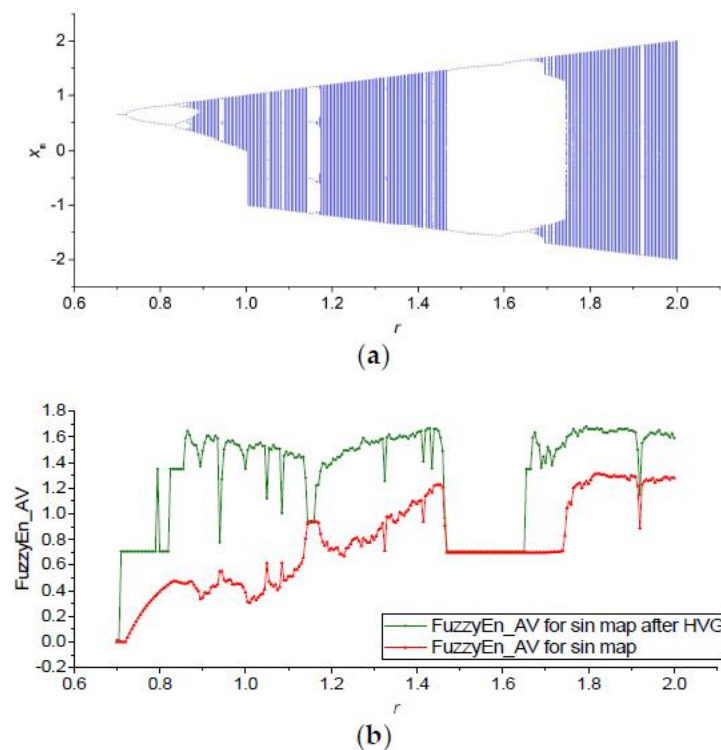 2
1
x_n
0
-1
-2
0.6 0.8 1.0 1.2 1.4 1.6 1.8 2.0
r
(a)
1.8
1.6
1.4
1.2
1.0
0.8
0.6
0.4
0.2
0.0
-0.2
FuzzyEn_AV
FuzzyEn_AV for sin map after HVG
FuzzyEn_AV for sin map
0.6 0.8 1.0 1.2 1.4 1.6 1.8 2.0
r
(b)